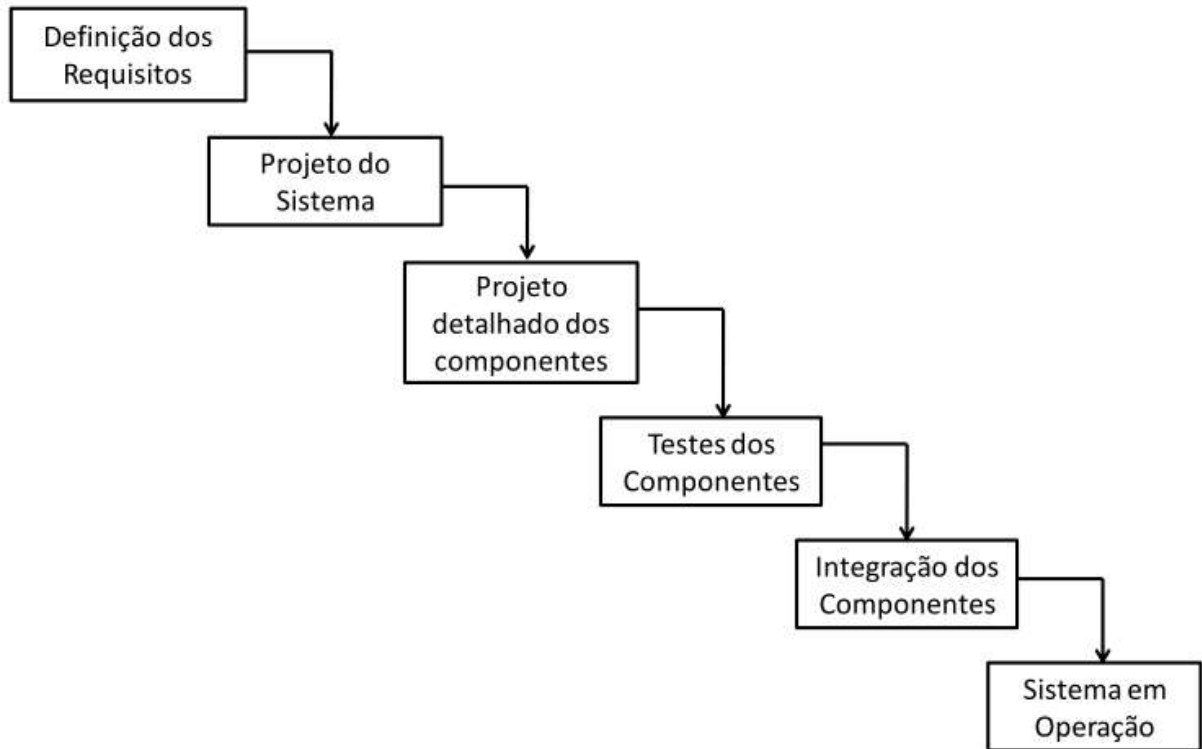 Definição dos
Requisitos
Projeto do
Sistema
Projeto
detalhado dos
componentes
Testes dos
Componentes
Integração dos
Componentes
Sistema em
Operação